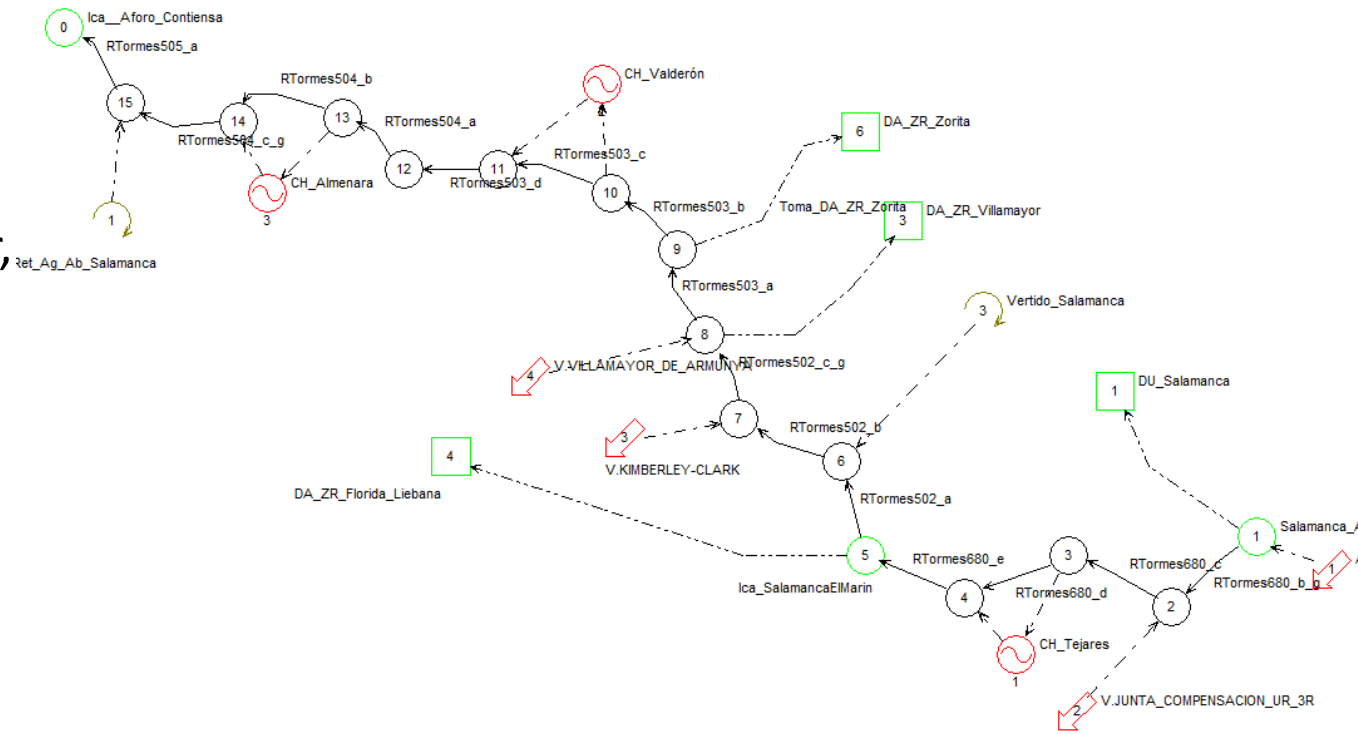 Ica__Aforo_Contiensa
0
RTormes505_a
CH_Valderón
RTormes504_b
15
14
13
RTormes504_a
DA_ZR_Zorita
6
RTormes504_c_g
RTormes503_c
12
11
CH_Almenara
RTormes503_d
10
3
RTormes503_b
Toma_DA_ZR_Zorita
DA_ZR_Villamayor
3
1
9
Ret_Ag_Ab_Salamanca
RTormes503_a
Vertido_Salamanca
3
8
V.VILLAMAYOR_DE_ARMUNYA
RTormes502_c_g
4
DU_Salamanca
1
7
RTormes502_b
3
4
6
V.KIMBERLEY-CLARK
DA_ZR_Florida_Liebana
RTormes502_a
Salamanca_A
1
5
RTormes680_e
3
RTormes680_c
1
RTormes680_b_g
Ica_SalamancaElMarin
4
RTormes680_d
2
CH_Tejares
1
V.JUNTA_COMPENSACION_UR_3R
2